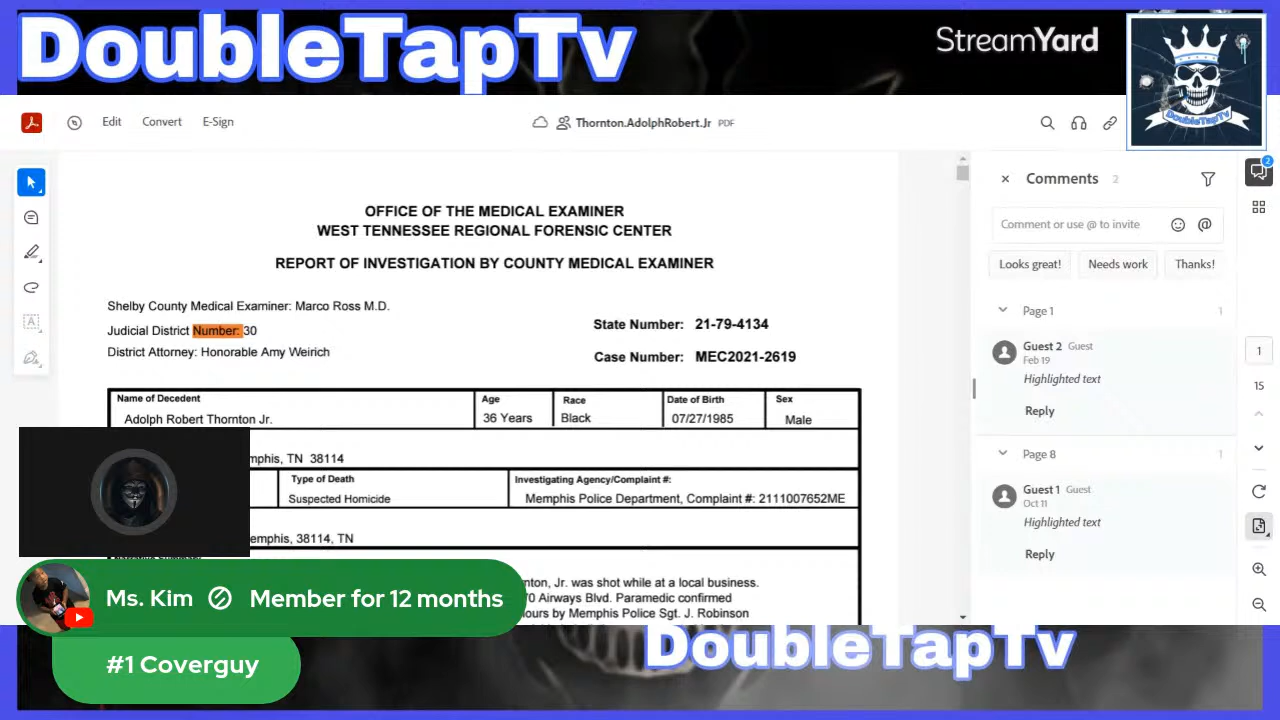 DoubleTapTv
StreamYard
DoubleTapTv
Edit
Convert
E-Sign
Thornton.AdolphRobert.Jr PDF
OFFICE OF THE MEDICAL EXAMINER
WEST TENNESSEE REGIONAL FORENSIC CENTER
REPORT OF INVESTIGATION BY COUNTY MEDICAL EXAMINER
Shelby County Medical Examiner: Marco Ross M.D.
Judicial District Number: 30
District Attorney: Honorable Amy Weirich
State Number: 21-79-4134
Case Number: MEC2021-2619
Name of Decedent
Age
Race
Date of Birth
Sex
Adolph Robert Thornton Jr.
36 Years
Black
07/27/1985
Male
mphis, TN 38114
Type of Death
Investigating Agency/Complaint #:
Suspected Homicide
Memphis Police Department, Complaint #: 2111007652ME
emphis, 38114, TN
nton, Jr. was shot while at a local business.
0 Airways Blvd. Paramedic confirmed
ours by Memphis Police Sgt. J. Robinson
Comments 2
Comment or use @ to invite
Looks great!
Needs work
Thanks!
Page 1 1
Guest 2 Guest
Feb 19
Highlighted text
Reply
Page 8 1
Guest 1 Guest
Oct 11
Highlighted text
Reply
2
1
15
Ms. Kim Member for 12 months
#1 Coverguy
DoubleTapTv